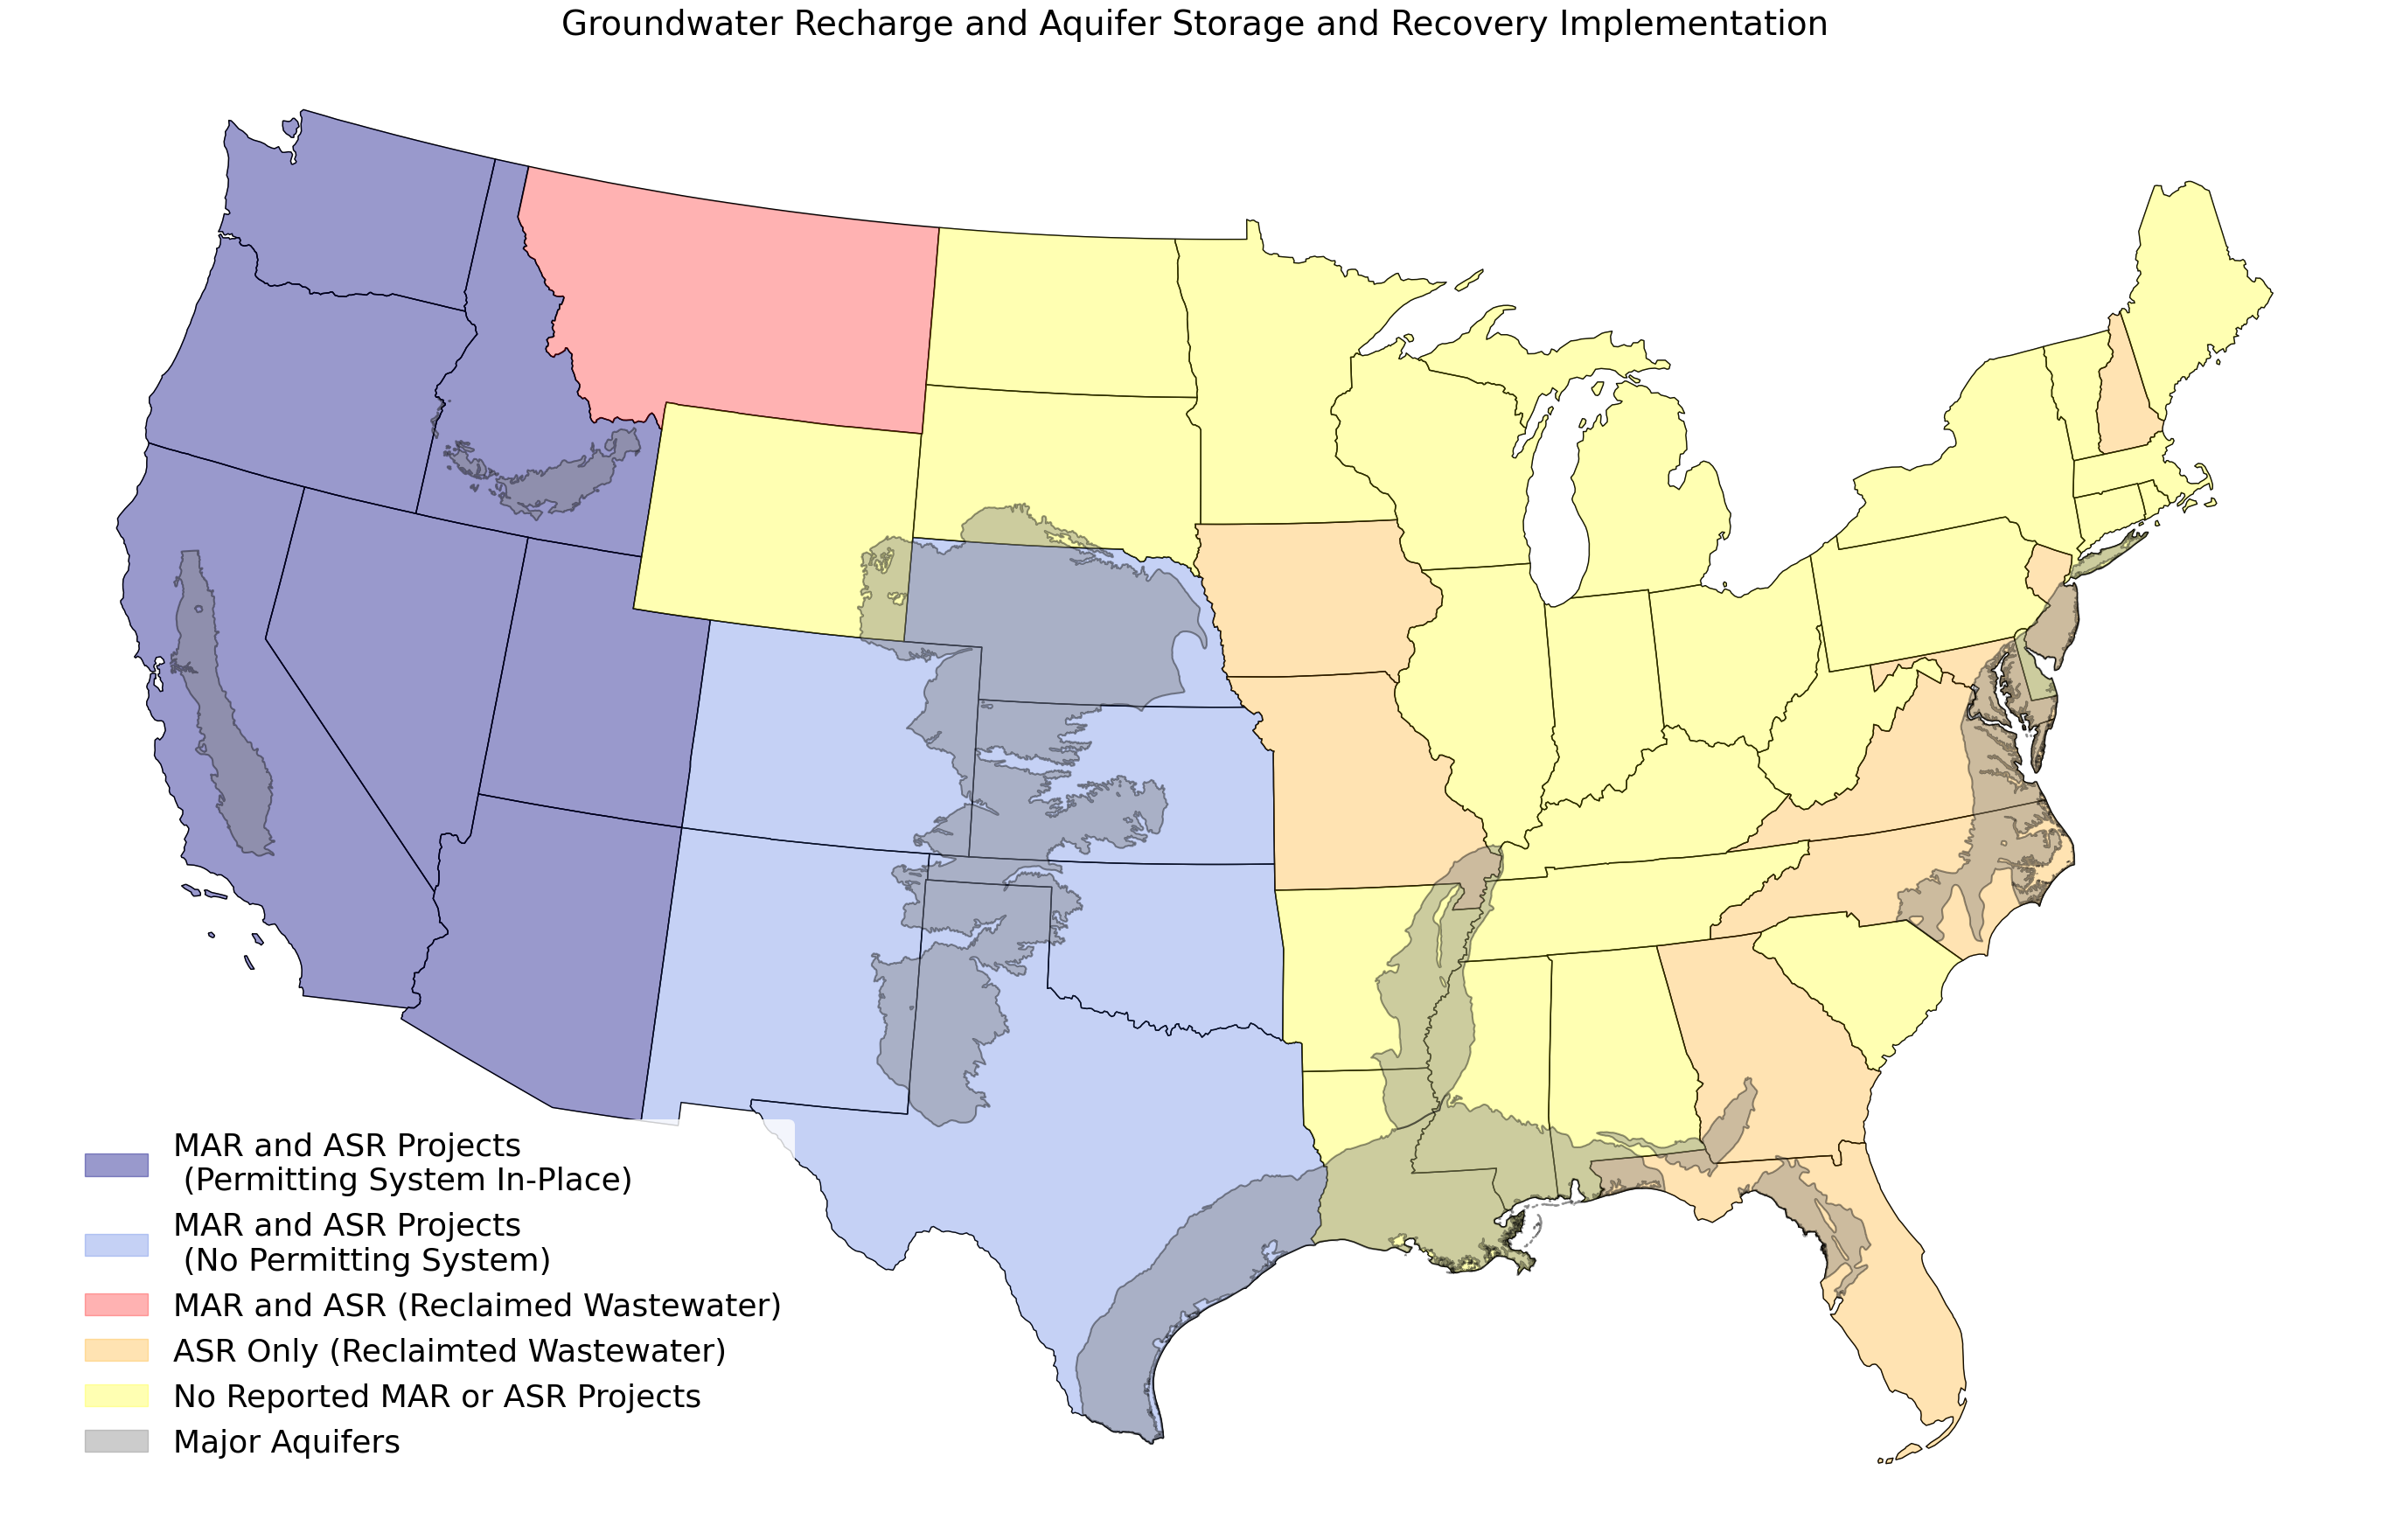 Groundwater Recharge and Aquifer Storage and Recovery Implementation
MAR and ASR Projects
(Permitting System In-Place)
MAR and ASR Projects
(No Permitting System)
MAR and ASR (Reclaimed Wastewater)
ASR Only (Reclaimted Wastewater)
No Reported MAR or ASR Projects
Major Aquifers